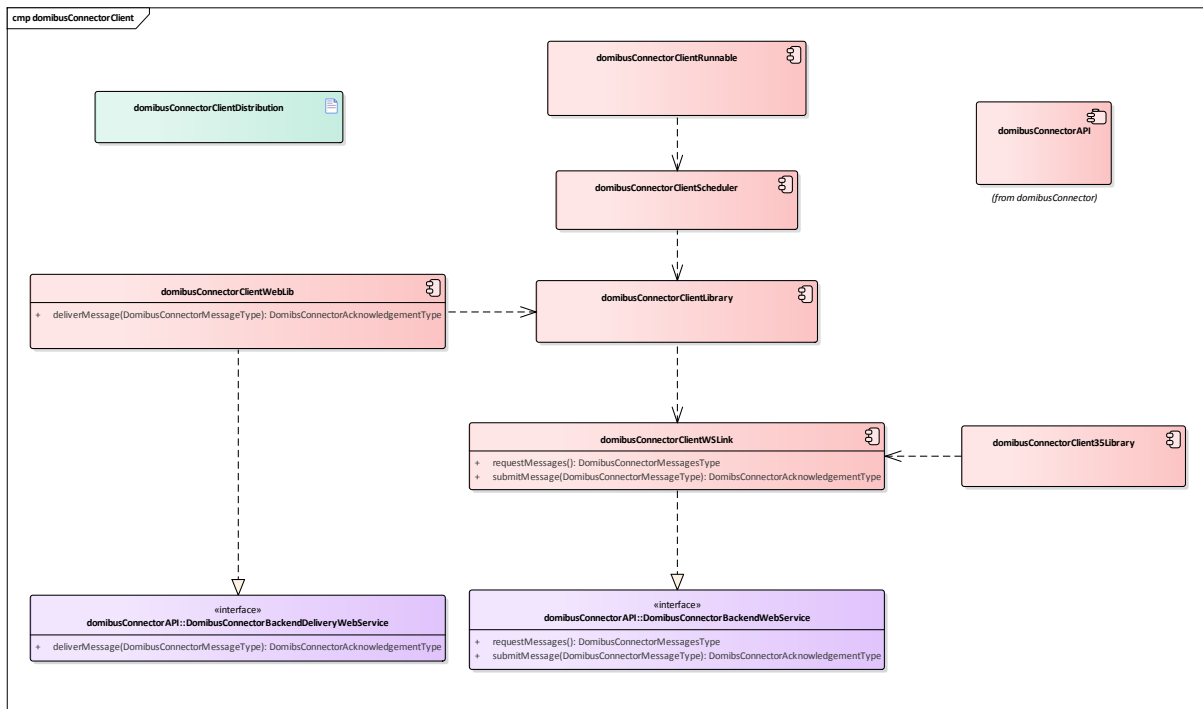 cmp domibusConnectorClient
domibusConnectorClientRunnable
domibusConnectorClientDistribution
domibusConnectorAPI
(from domibusConnector)
domibusConnectorClientScheduler
domibusConnectorClientWebLib
+ deliverMessage(DomibusConnectorMessageType): DomibsConnectorAcknowledgementType
domibusConnectorClientLibrary
domibusConnectorClientWSLink
+ requestMessages(): DomibusConnectorMessagesType
+ submitMessage(DomibusConnectorMessageType): DomibsConnectorAcknowledgementType
domibusConnectorClient35Library
«interface»
domibusConnectorAPI::DomibusConnectorBackendDeliveryWebService
+ deliverMessage(DomibusConnectorMessageType): DomibsConnectorAcknowledgementType
«interface»
domibusConnectorAPI::DomibusConnectorBackendWebService
+ requestMessages(): DomibusConnectorMessagesType
+ submitMessage(DomibusConnectorMessageType): DomibsConnectorAcknowledgementType